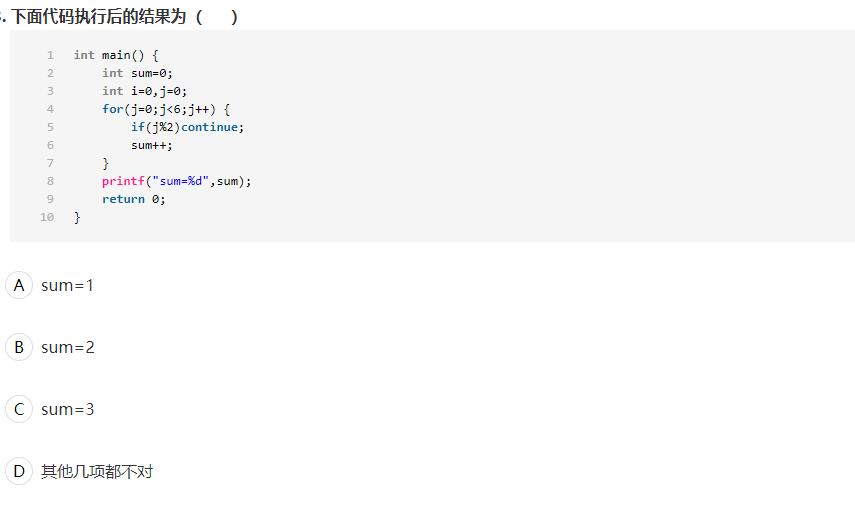 . 下面代码执行后的结果为 (     )
1 int main() {
2     int sum=0;
3     int i=0,j=0;
4     for(j=0;j<6;j++) {
5         if(j%2)continue;
6         sum++;
7     }
8     printf("sum=%d",sum);
9     return 0;
10 }
A sum=1
B sum=2
C sum=3
D 其他几项都不对